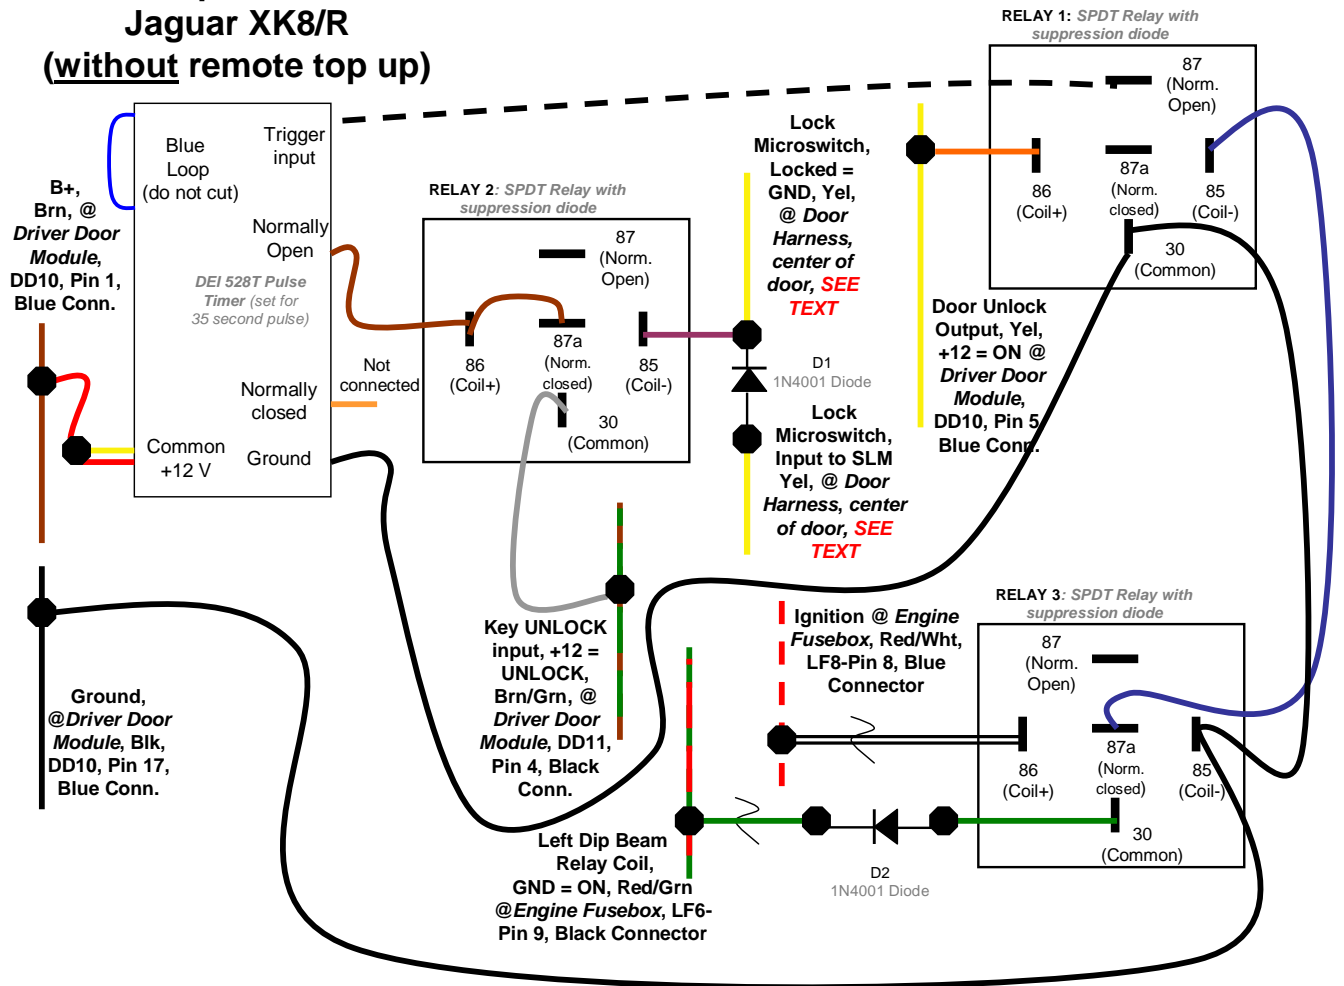 Jaguar XK8/R
(without remote top up)
RELAY 1: SPDT Relay with
suppression diode
87
(Norm.
Open)
86
(Coil+)
87a
(Norm.
closed)
85
(Coil-)
30
(Common)
Blue
Loop
(do not cut)
Trigger
input
Normally
Open
DEI 528T Pulse
Timer (set for
35 second pulse)
Normally
closed
Common
+12 V
Ground
Not
connected
B+,
Brn, @
Driver Door
Module,
DD10, Pin 1,
Blue Conn.
RELAY 2: SPDT Relay with
suppression diode
87
(Norm.
Open)
86
(Coil+)
87a
(Norm.
closed)
85
(Coil-)
30
(Common)
Lock
Microswitch,
Locked =
GND, Yel,
@ Door
Harness,
center of
door, SEE
TEXT
D1
1N4001 Diode
Lock
Microswitch,
Input to SLM
Yel, @ Door
Harness, center
of door, SEE
TEXT
Door Unlock
Output, Yel,
+12 = ON @
Driver Door
Module,
DD10, Pin 5
Blue Conn.
Ground,
@Driver Door
Module, Blk,
DD10, Pin 17,
Blue Conn.
Key UNLOCK
input, +12 =
UNLOCK,
Brn/Grn, @
Driver Door
Module, DD11,
Pin 4, Black
Conn.
Ignition @ Engine
Fusebox, Red/Wht,
LF8-Pin 8, Blue
Connector
RELAY 3: SPDT Relay with
suppression diode
87
(Norm.
Open)
86
(Coil+)
87a
(Norm.
closed)
85
(Coil-)
30
(Common)
Left Dip Beam
Relay Coil,
GND = ON, Red/Grn
@Engine Fusebox, LF6-
Pin 9, Black Connector
D2
1N4001 Diode